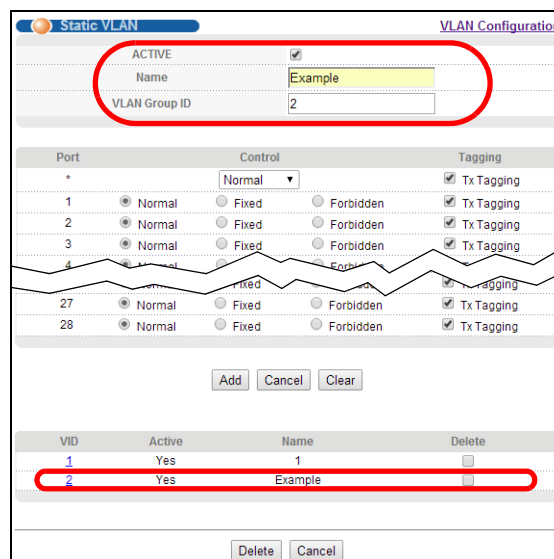 Static VLAN VLAN Configuration
ACTIVE
Name Example
VLAN Group ID 2
Port Control Tagging
* Normal Tx Tagging
1 Normal Fixed Forbidden Tx Tagging
2 Normal Fixed Forbidden Tx Tagging
3 Normal Fixed Forbidden Tx Tagging
4
27 Normal Fixed Forbidden Tx Tagging
28 Normal Fixed Forbidden Tx Tagging
Add Cancel Clear
VID Active Name Delete
1 Yes 1
2 Yes Example
Delete Cancel